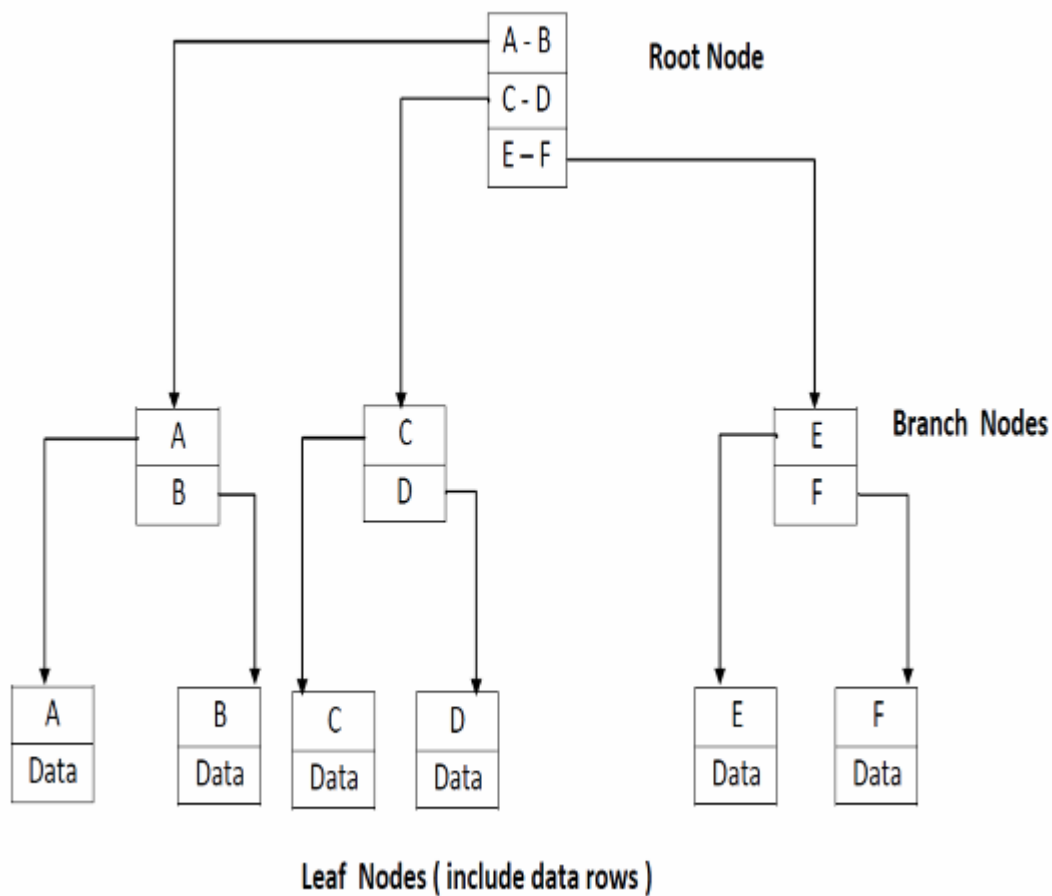 A - B
Root Node
C - D
E – F
A
B
C
D
E
F
Branch Nodes
A
Data
B
Data
C
Data
D
Data
E
Data
F
Data
Leaf Nodes ( include data rows )